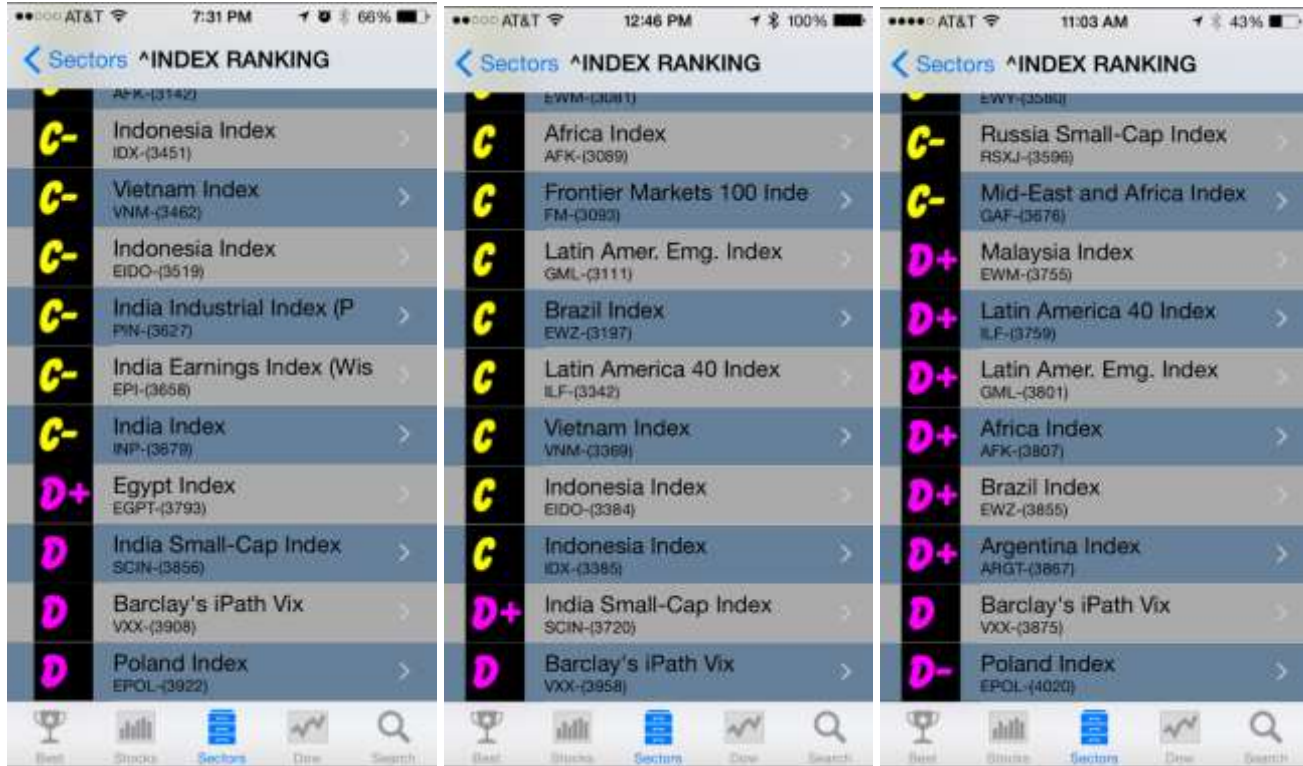 AT&T 7:31 PM 66%
Sectors ^INDEX RANKING
AFK-(3142)
C- Indonesia Index
IDX-(3451)
C- Vietnam Index
VNM-(3462)
C- Indonesia Index
EIDO-(3519)
C- India Industrial Index (P
PIN-(3627)
C- India Earnings Index (Wis
EPI-(3658)
C- India Index
INP-(3679)
D+ Egypt Index
EGPT-(3793)
D India Small-Cap Index
SCIN-(3856)
D Barclay's iPath Vix
VXX-(3908)
D Poland Index
EPOL-(3922)
Best Stocks Sectors Dow Search
AT&T 12:46 PM 100%
Sectors ^INDEX RANKING
EWM-(3081)
C Africa Index
AFK-(3089)
C Frontier Markets 100 Inde
FM-(3093)
C Latin Amer. Emg. Index
GML-(3111)
C Brazil Index
EWZ-(3197)
C Latin America 40 Index
ILF-(3342)
C Vietnam Index
VNM-(3369)
C Indonesia Index
EIDO-(3384)
C Indonesia Index
IDX-(3385)
D+ India Small-Cap Index
SCIN-(3720)
D Barclay's iPath Vix
VXX-(3958)
Best Stocks Sectors Dow Search
AT&T 11:03 AM 43%
Sectors ^INDEX RANKING
EWY-(3580)
C- Russia Small-Cap Index
RSXJ-(3596)
C- Mid-East and Africa Index
GAF-(3676)
D+ Malaysia Index
EWM-(3755)
D+ Latin America 40 Index
ILF-(3759)
D+ Latin Amer. Emg. Index
GML-(3801)
D+ Africa Index
AFK-(3807)
D+ Brazil Index
EWZ-(3855)
D+ Argentina Index
ARGT-(3867)
D Barclay's iPath Vix
VXX-(3875)
D- Poland Index
EPOL-(4020)
Best Stocks Sectors Dow Search